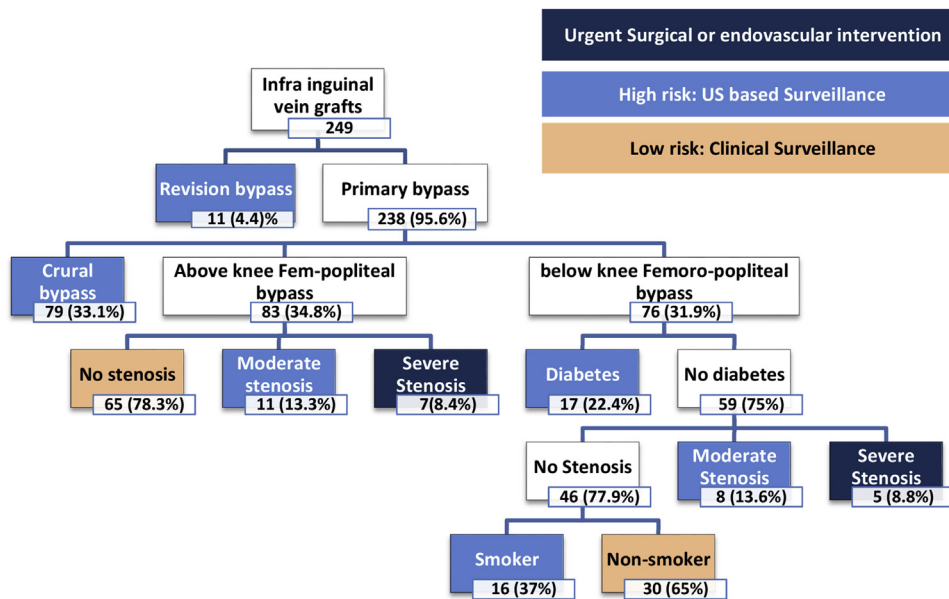 Urgent Surgical or endovascular intervention
High risk: US based Surveillance
Low risk: Clinical Surveillance
Infra inguinal
vein grafts
249
Revision bypass
11 (4.4)%
Primary bypass
238 (95.6%)
Crural
bypass
79 (33.1%)
Above knee Fem-popliteal
bypass
83 (34.8%)
below knee Femoro-popliteal
bypass
76 (31.9%)
No stenosis
65 (78.3%)
Moderate
stenosis
11 (13.3%)
Severe
Stenosis
7(8.4%)
Diabetes
17 (22.4%)
No diabetes
59 (75%)
No Stenosis
46 (77.9%)
Moderate
Stenosis
8 (13.6%)
Severe
Stenosis
5 (8.8%)
Smoker
16 (37%)
Non-smoker
30 (65%)